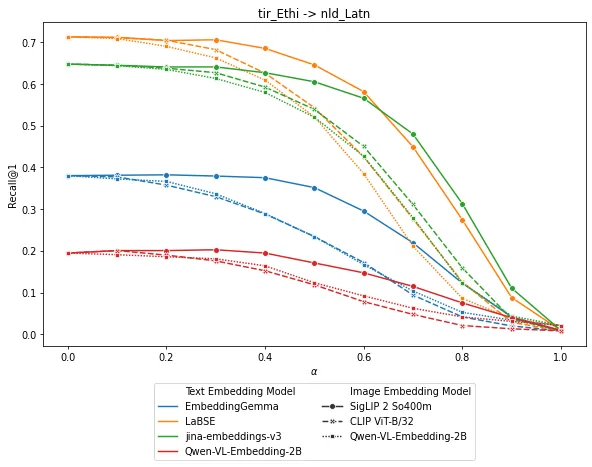 tir_Ethi -> nld_Latn
Recall@1
0.7
0.6
0.5
0.4
0.3
0.2
0.1
0.0
0.0 0.2 0.4 0.6 0.8 1.0
α
Text Embedding Model Image Embedding Model
EmbeddingGemma SigLIP 2 So400m
LaBSE CLIP ViT-B/32
jina-embeddings-v3 Qwen-VL-Embedding-2B
Qwen-VL-Embedding-2B